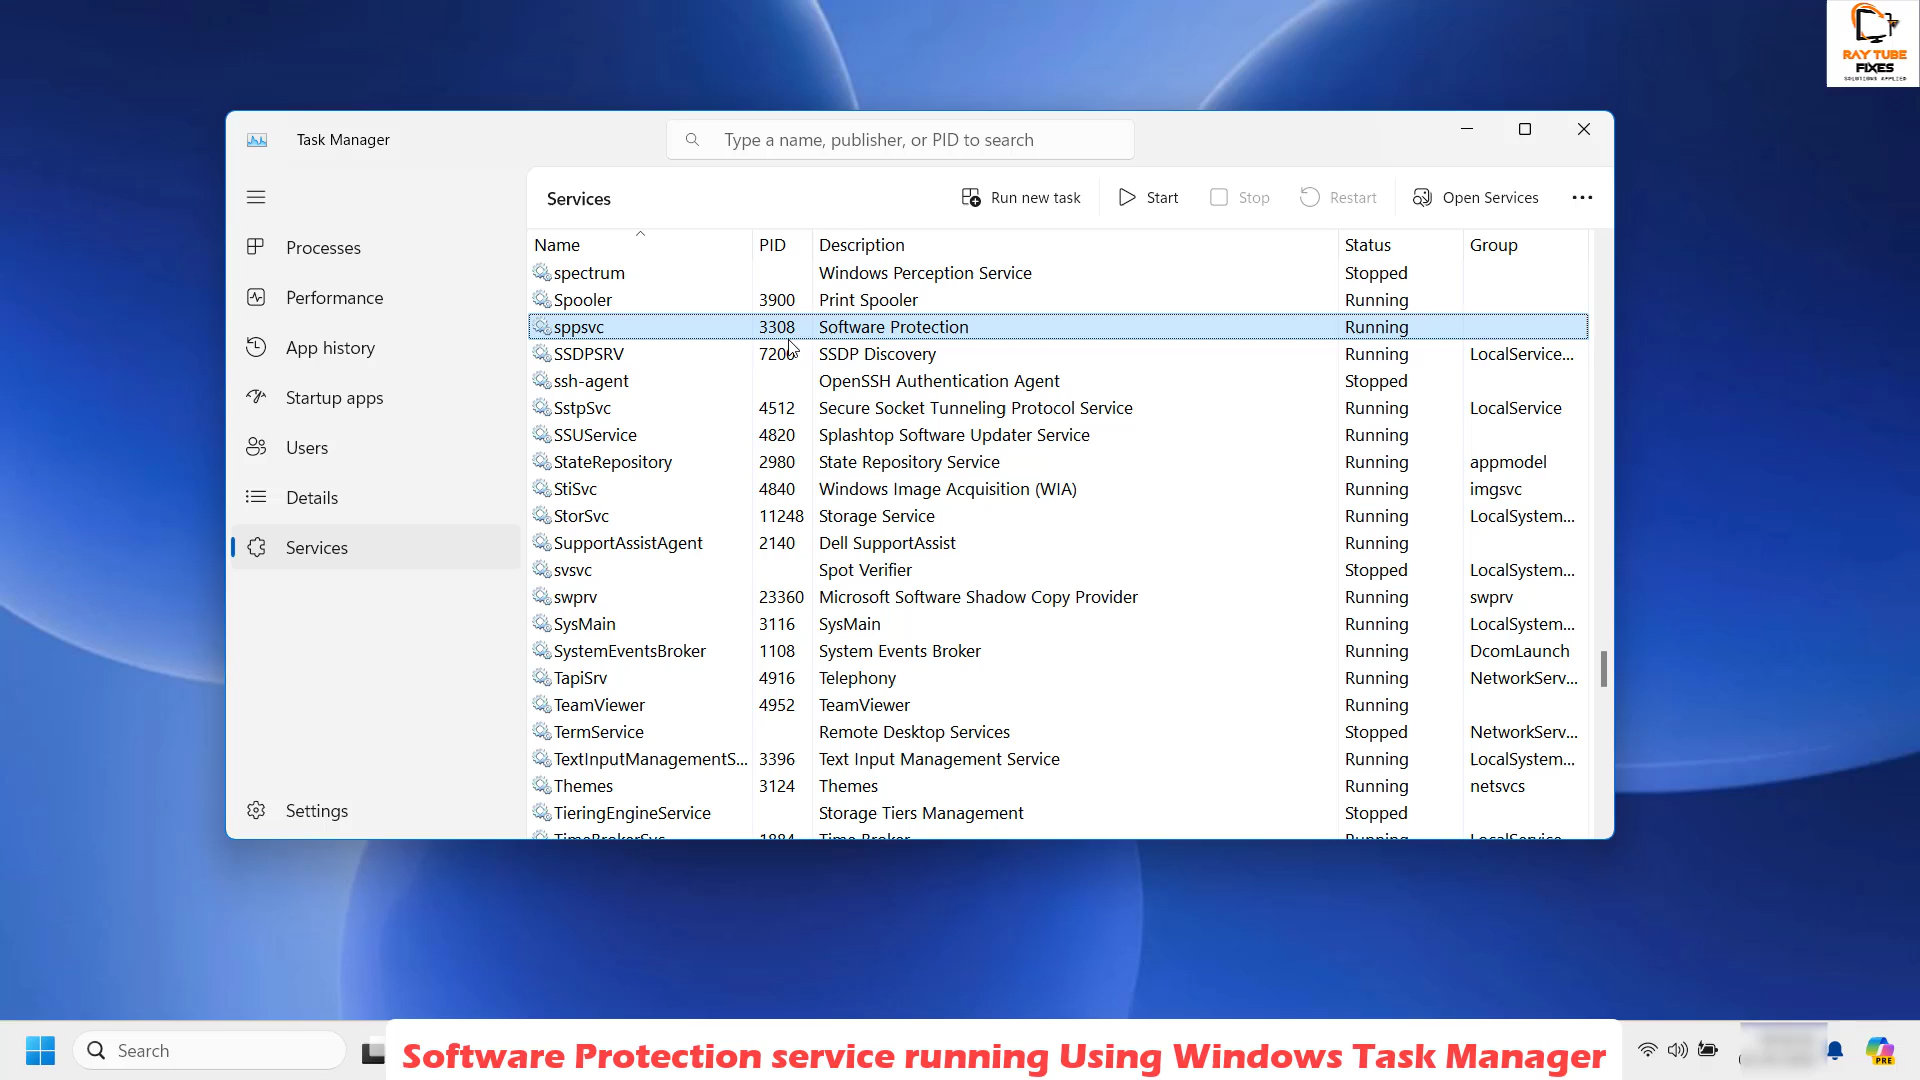 RAY TUBE
FIXES
SOLUTIONS APPLIED
Task Manager
Type a name, publisher, or PID to search
Services
Run new task
Start
Stop
Restart
Open Services
Processes
Performance
App history
Startup apps
Users
Details
Services
Settings
Name PID Description Status Group
spectrum Windows Perception Service Stopped
Spooler 3900 Print Spooler Running
sppsvc 3308 Software Protection Running
SSDPSRV 7200 SSDP Discovery Running LocalService...
ssh-agent OpenSSH Authentication Agent Stopped
SstpSvc 4512 Secure Socket Tunneling Protocol Service Running LocalService
SSUService 4820 Splashtop Software Updater Service Running
StateRepository 2980 State Repository Service Running appmodel
StiSvc 4840 Windows Image Acquisition (WIA) Running imgsvc
StorSvc 11248 Storage Service Running LocalSystem...
SupportAssistAgent 2140 Dell SupportAssist Running
svsvc Spot Verifier Stopped LocalSystem...
swprv 23360 Microsoft Software Shadow Copy Provider Running swprv
SysMain 3116 SysMain Running LocalSystem...
SystemEventsBroker 1108 System Events Broker Running DcomLaunch
TapiSrv 4916 Telephony Running NetworkServ...
TeamViewer 4952 TeamViewer Running
TermService Remote Desktop Services Stopped NetworkServ...
TextInputManagementS... 3396 Text Input Management Service Running LocalSystem...
Themes 3124 Themes Running netsvcs
TieringEngineService Storage Tiers Management Stopped
TimeBrokerSvc 1884 Time Broker Running LocalService
Search
Software Protection service running Using Windows Task Manager
PRE